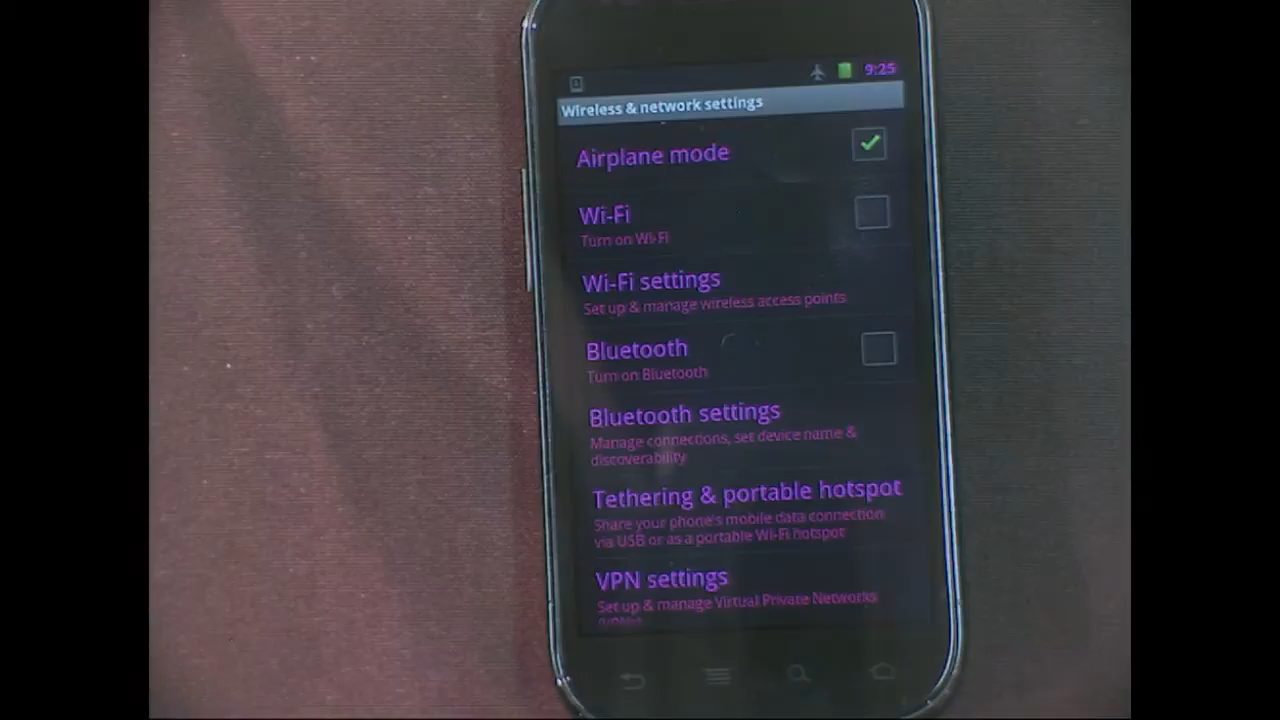 9:25
Wireless & network settings
Airplane mode
Wi-Fi
Turn on Wi-Fi
Wi-Fi settings
Set up & manage wireless access points
Bluetooth
Turn on Bluetooth
Bluetooth settings
Manage connections, set device name &
discoverability
Tethering & portable hotspot
Share your phone's mobile data connection
via USB or as a portable Wi-Fi hotspot
VPN settings
Set up & manage Virtual Private Networks